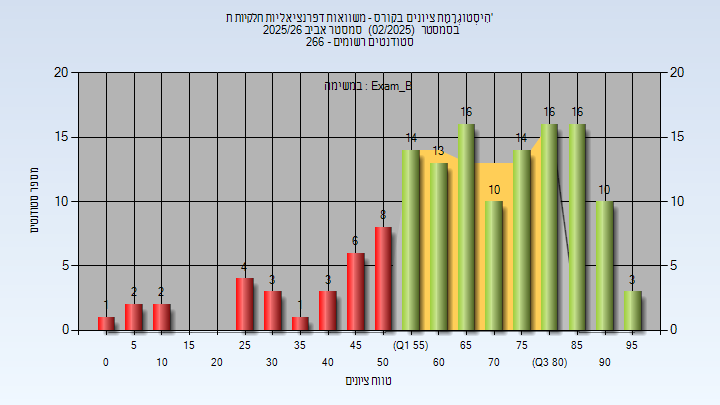 'הִיסְטוֹגְרָמַת ציונים בקורס - משוואות דפרנציאליות חלקיות ת
בסמסטר (02/2025) סמסטר אביב 2025/26
סטודנטים רשומים - 266
במשימה : Exam_B
20 20
15 15
10 10
5 5
0 0
מספר סטודנטים
1 2 2 4 3 1 3 6 8 14 13 16 10 14 16 16 10 3
5 15 25 35 45 (Q1 55) 65 75 85 95
0 10 20 30 40 50 60 70 (Q3 80) 90
טווח ציונים